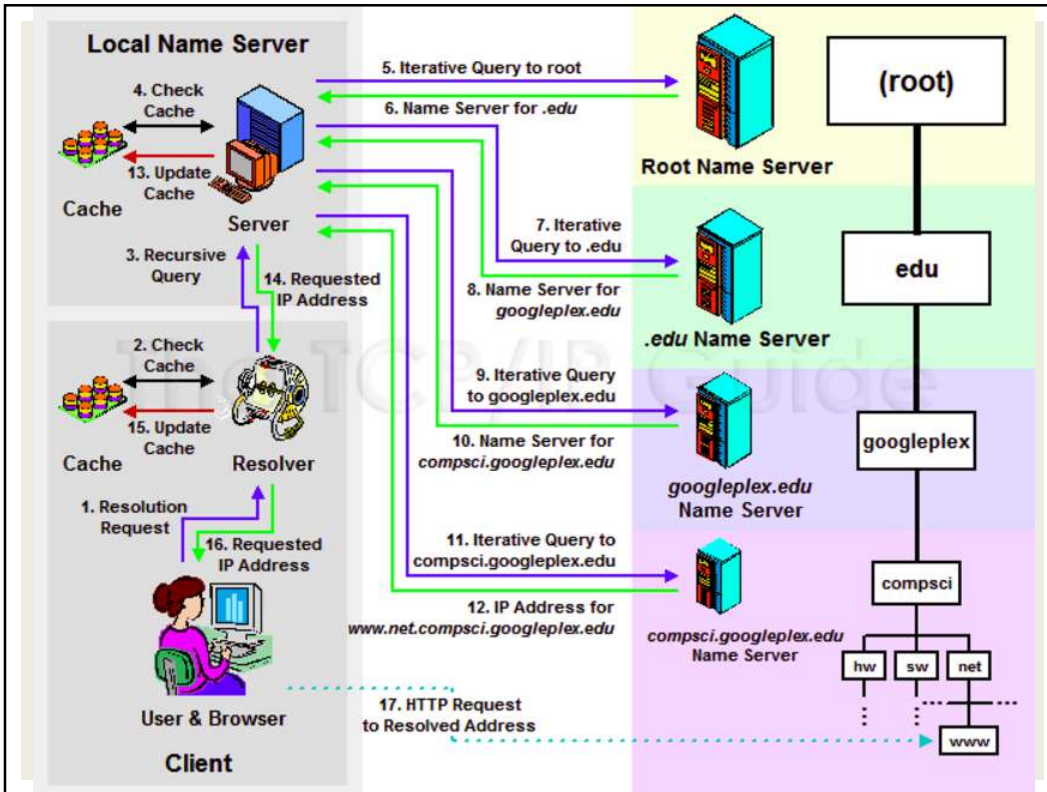 Local Name Server
4. Check
Cache
13. Update
Cache
Cache
Server
3. Recursive
Query
14. Requested
IP Address
2. Check
Cache
15. Update
Cache
Cache
Resolver
1. Resolution
Request
16. Requested
IP Address
User & Browser
Client
5. Iterative Query to root
6. Name Server for .edu
7. Iterative
Query to .edu
8. Name Server for
googleplex.edu
9. Iterative Query
to googleplex.edu
10. Name Server for
compsci.googleplex.edu
11. Iterative Query to
compsci.googleplex.edu
12. IP Address for
www.net.compsci.googleplex.edu
17. HTTP Request
to Resolved Address
Root Name Server
.edu Name Server
googleplex.edu
Name Server
compsci.googleplex.edu
Name Server
(root)
edu
googleplex
compsci
hw
sw
net
www
The TCP/IP Guide